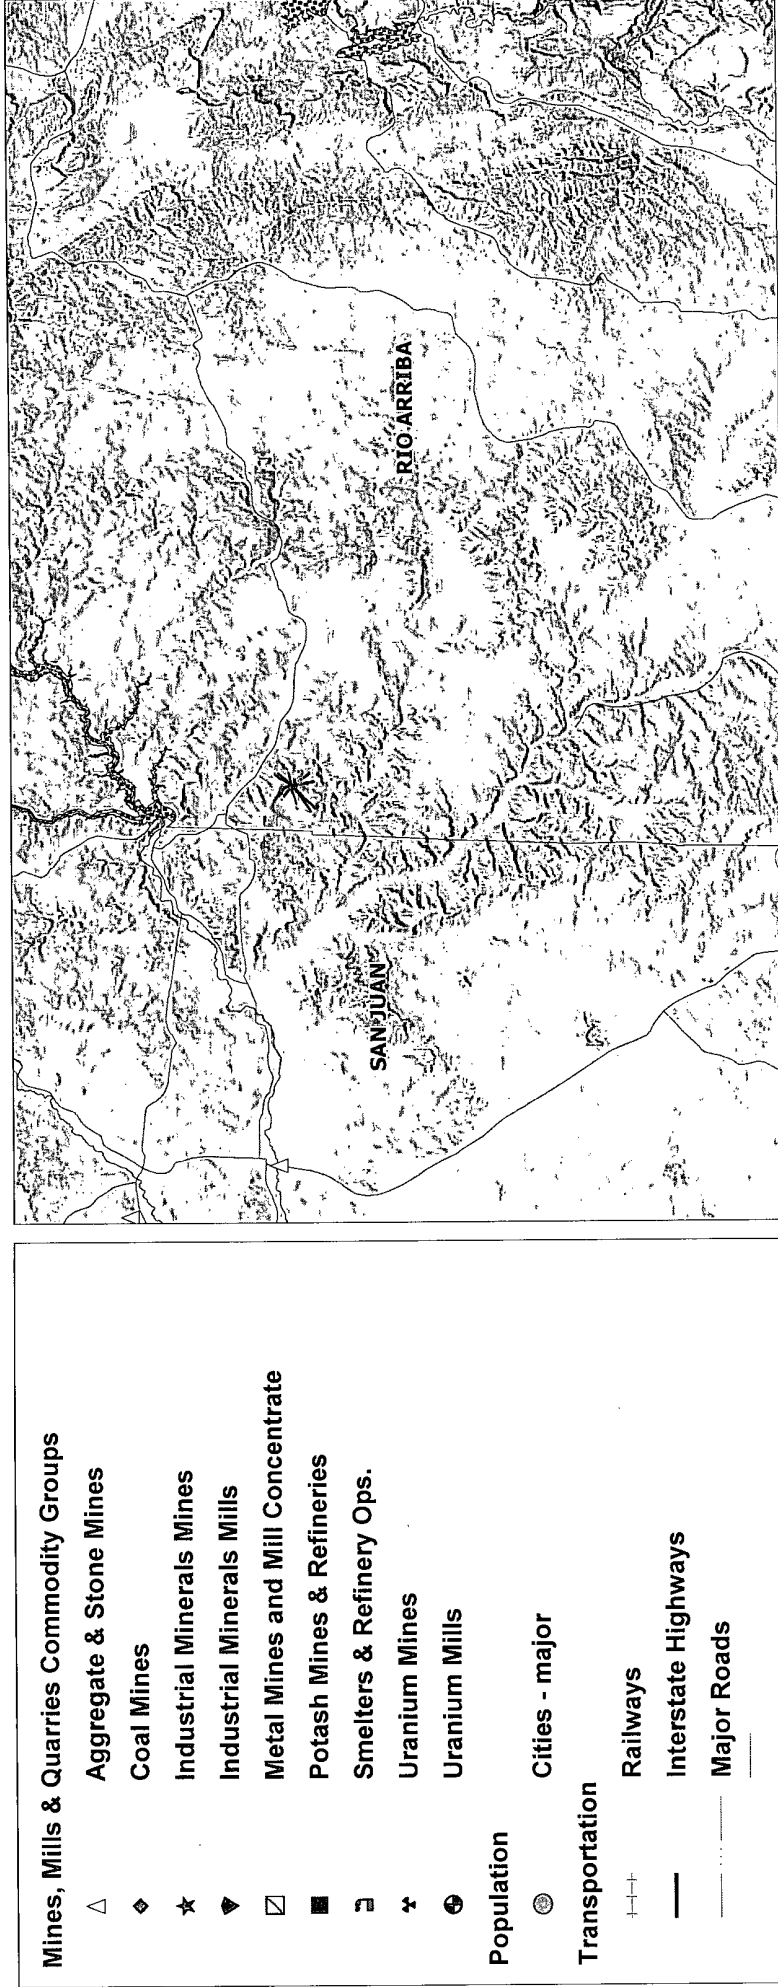 Mines, Mills & Quarries Commodity Groups
Aggregate & Stone Mines
Coal Mines
Industrial Minerals Mines
Industrial Minerals Mills
Metal Mines and Mill Concentrate
Potash Mines & Refineries
Smelters & Refinery Ops.
Uranium Mines
Uranium Mills
Population
Cities - major
Transportation
Railways
Interstate Highways
Major Roads
SAN JUAN
RIO ARRIBA